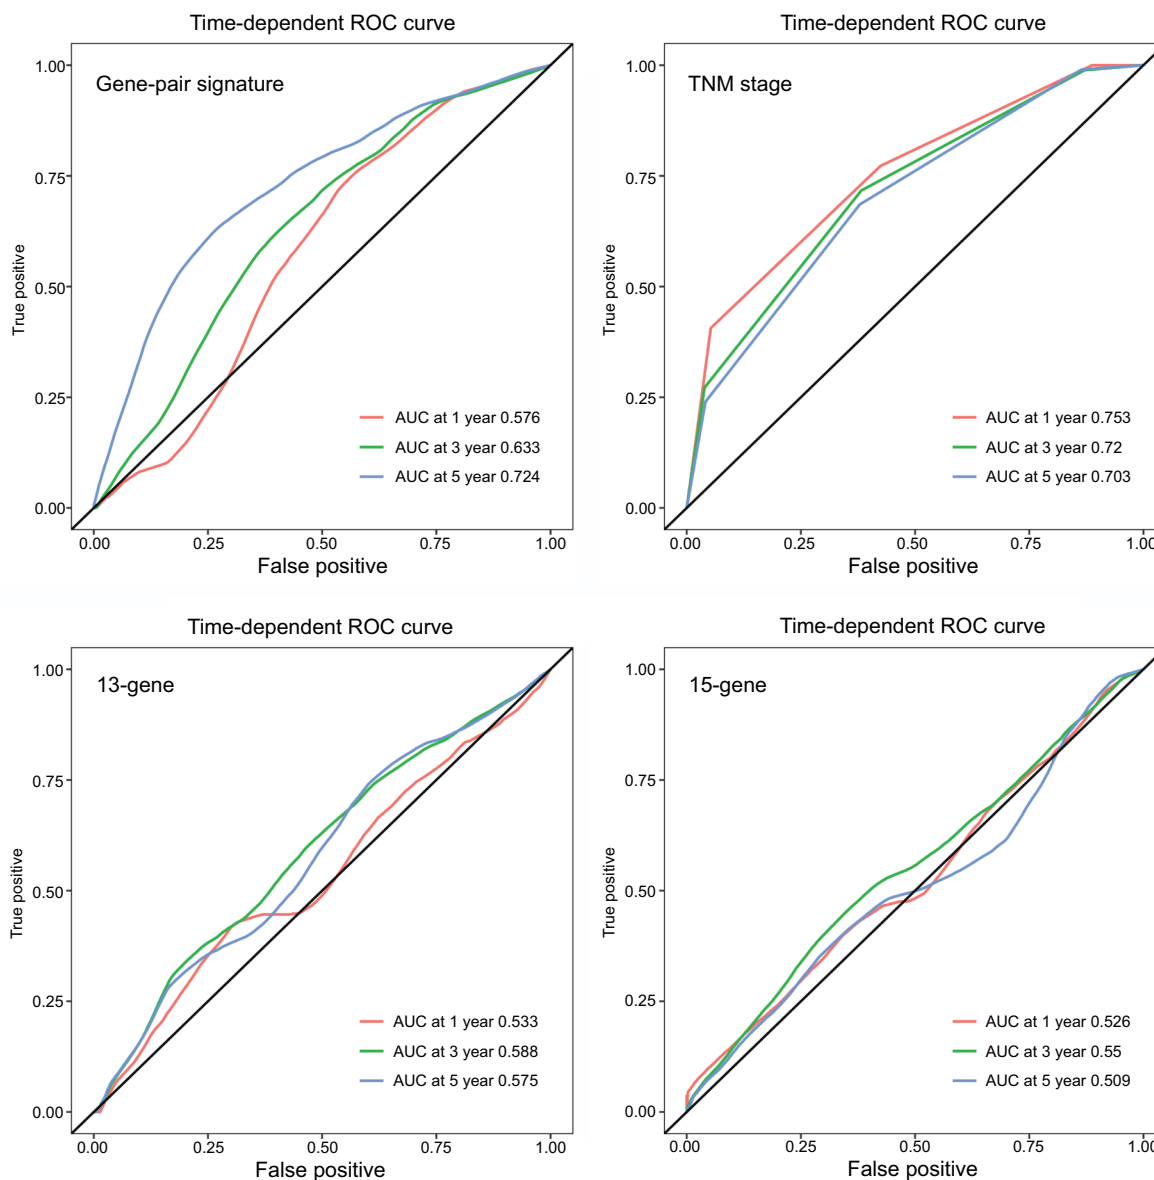 Time-dependent ROC curve
Gene-pair signature
1.00
0.75
0.50
0.25
0.00
True positive
AUC at 1 year 0.576
AUC at 3 year 0.633
AUC at 5 year 0.724
0.00 0.25 0.50 0.75 1.00
False positive
Time-dependent ROC curve
TNM stage
1.00
0.75
0.50
0.25
0.00
True positive
AUC at 1 year 0.753
AUC at 3 year 0.72
AUC at 5 year 0.703
0.00 0.25 0.50 0.75 1.00
False positive
Time-dependent ROC curve
13-gene
1.00
0.75
0.50
0.25
0.00
True positive
AUC at 1 year 0.533
AUC at 3 year 0.588
AUC at 5 year 0.575
0.00 0.25 0.50 0.75 1.00
False positive
Time-dependent ROC curve
15-gene
1.00
0.75
0.50
0.25
0.00
True positive
AUC at 1 year 0.526
AUC at 3 year 0.55
AUC at 5 year 0.509
0.00 0.25 0.50 0.75 1.00
False positive